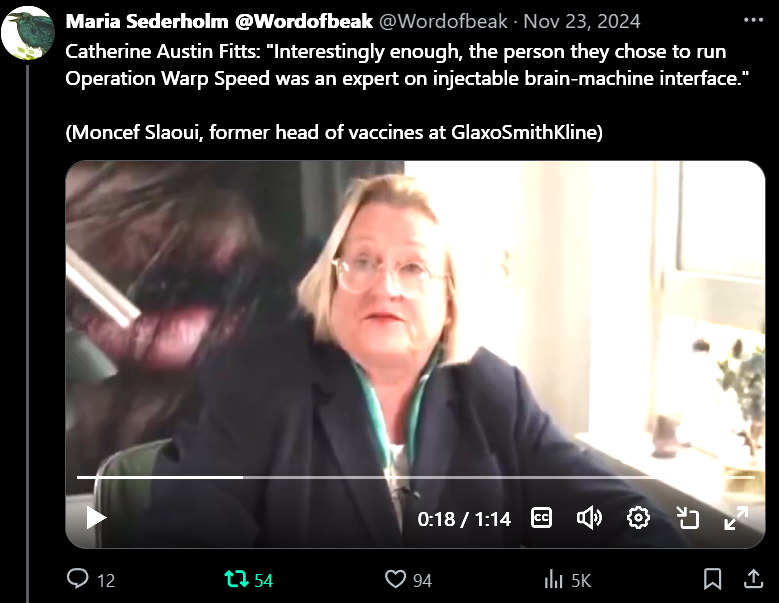 Maria Sederholm @Wordofbeak @Wordofbeak · Nov 23, 2024
Catherine Austin Fitts: "Interestingly enough, the person they chose to run
Operation Warp Speed was an expert on injectable brain-machine interface."
(Moncef Slaoui, former head of vaccines at GlaxoSmithKline)
0:18 / 1:14
CC
12
54
94
5K